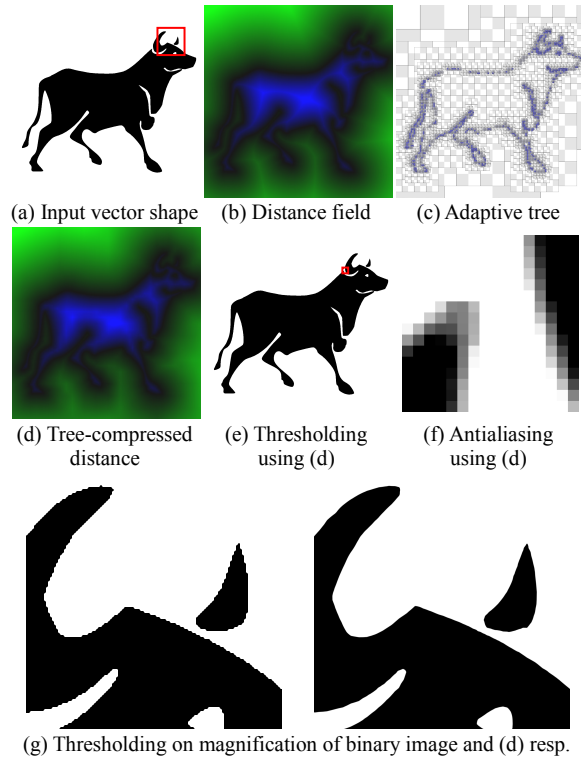 (a) Input vector shape
(b) Distance field
(c) Adaptive tree
(d) Tree-compressed
distance
(e) Thresholding
using (d)
(f) Antialiasing
using (d)
(g) Thresholding on magnification of binary image and (d) resp.